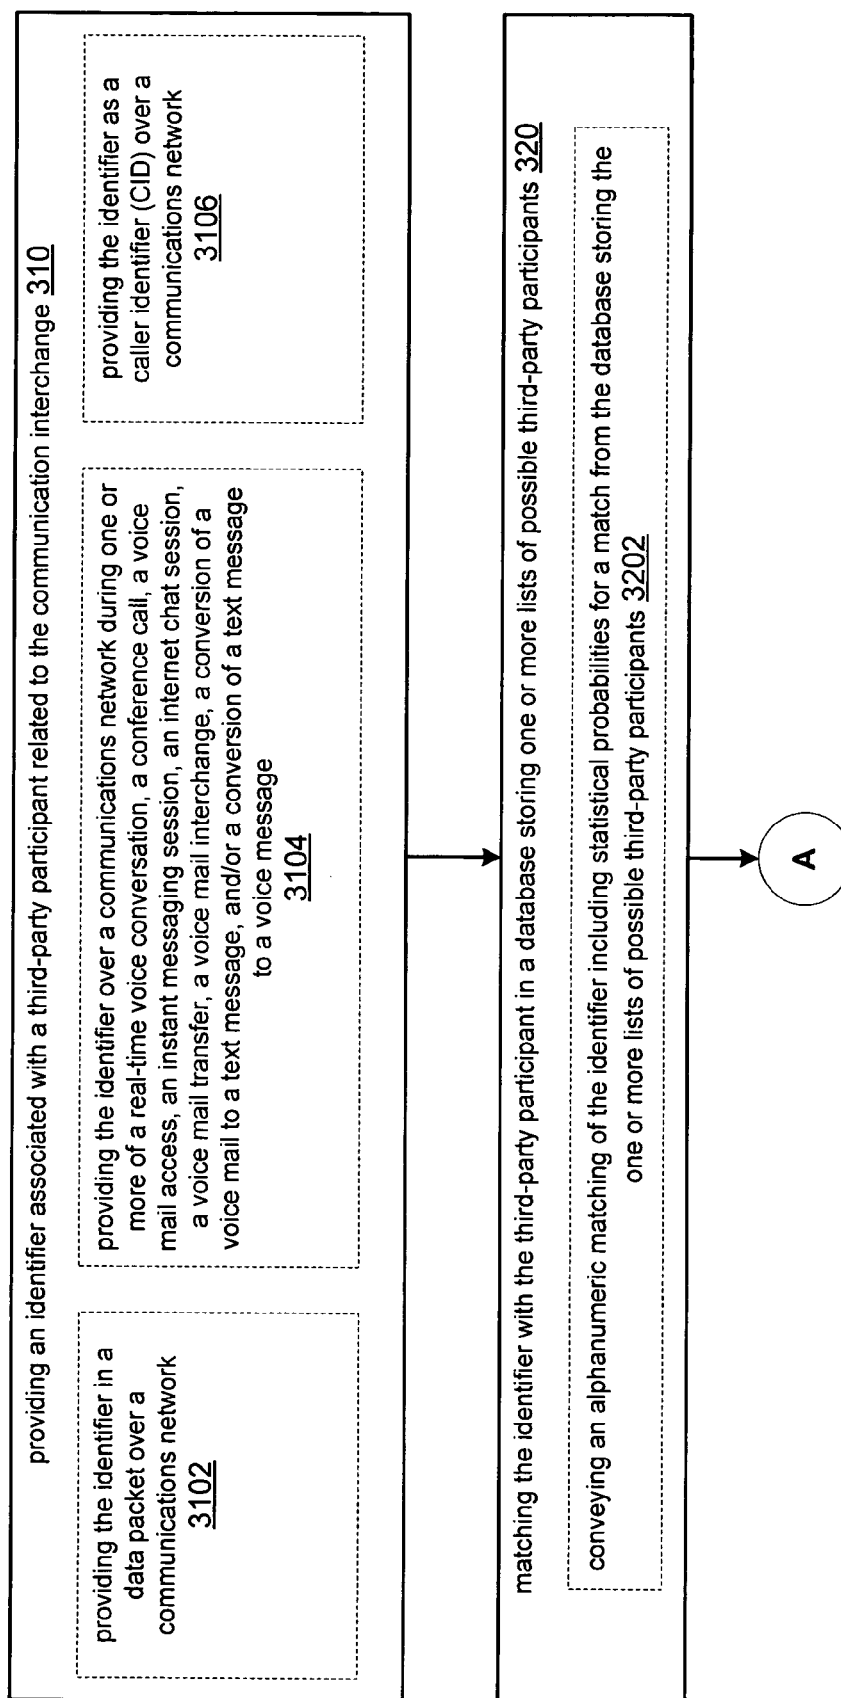 providing an identifier associated with a third-party participant related to the communication interchange 310
providing the identifier in a
data packet over a
communications network
3102
providing the identifier over a communications network during one or
more of a real-time voice conversation, a conference call, a voice
mail access, an instant messaging session, an internet chat session,
a voice mail transfer, a voice mail interchange, a conversion of a
voice mail to a text message, and/or a conversion of a text message
to a voice message
3104
providing the identifier as a
caller identifier (CID) over a
communications network
3106
matching the identifier with the third-party participant in a database storing one or more lists of possible third-party participants 320
conveying an alphanumeric matching of the identifier including statistical probabilities for a match from the database storing the
one or more lists of possible third-party participants 3202
A